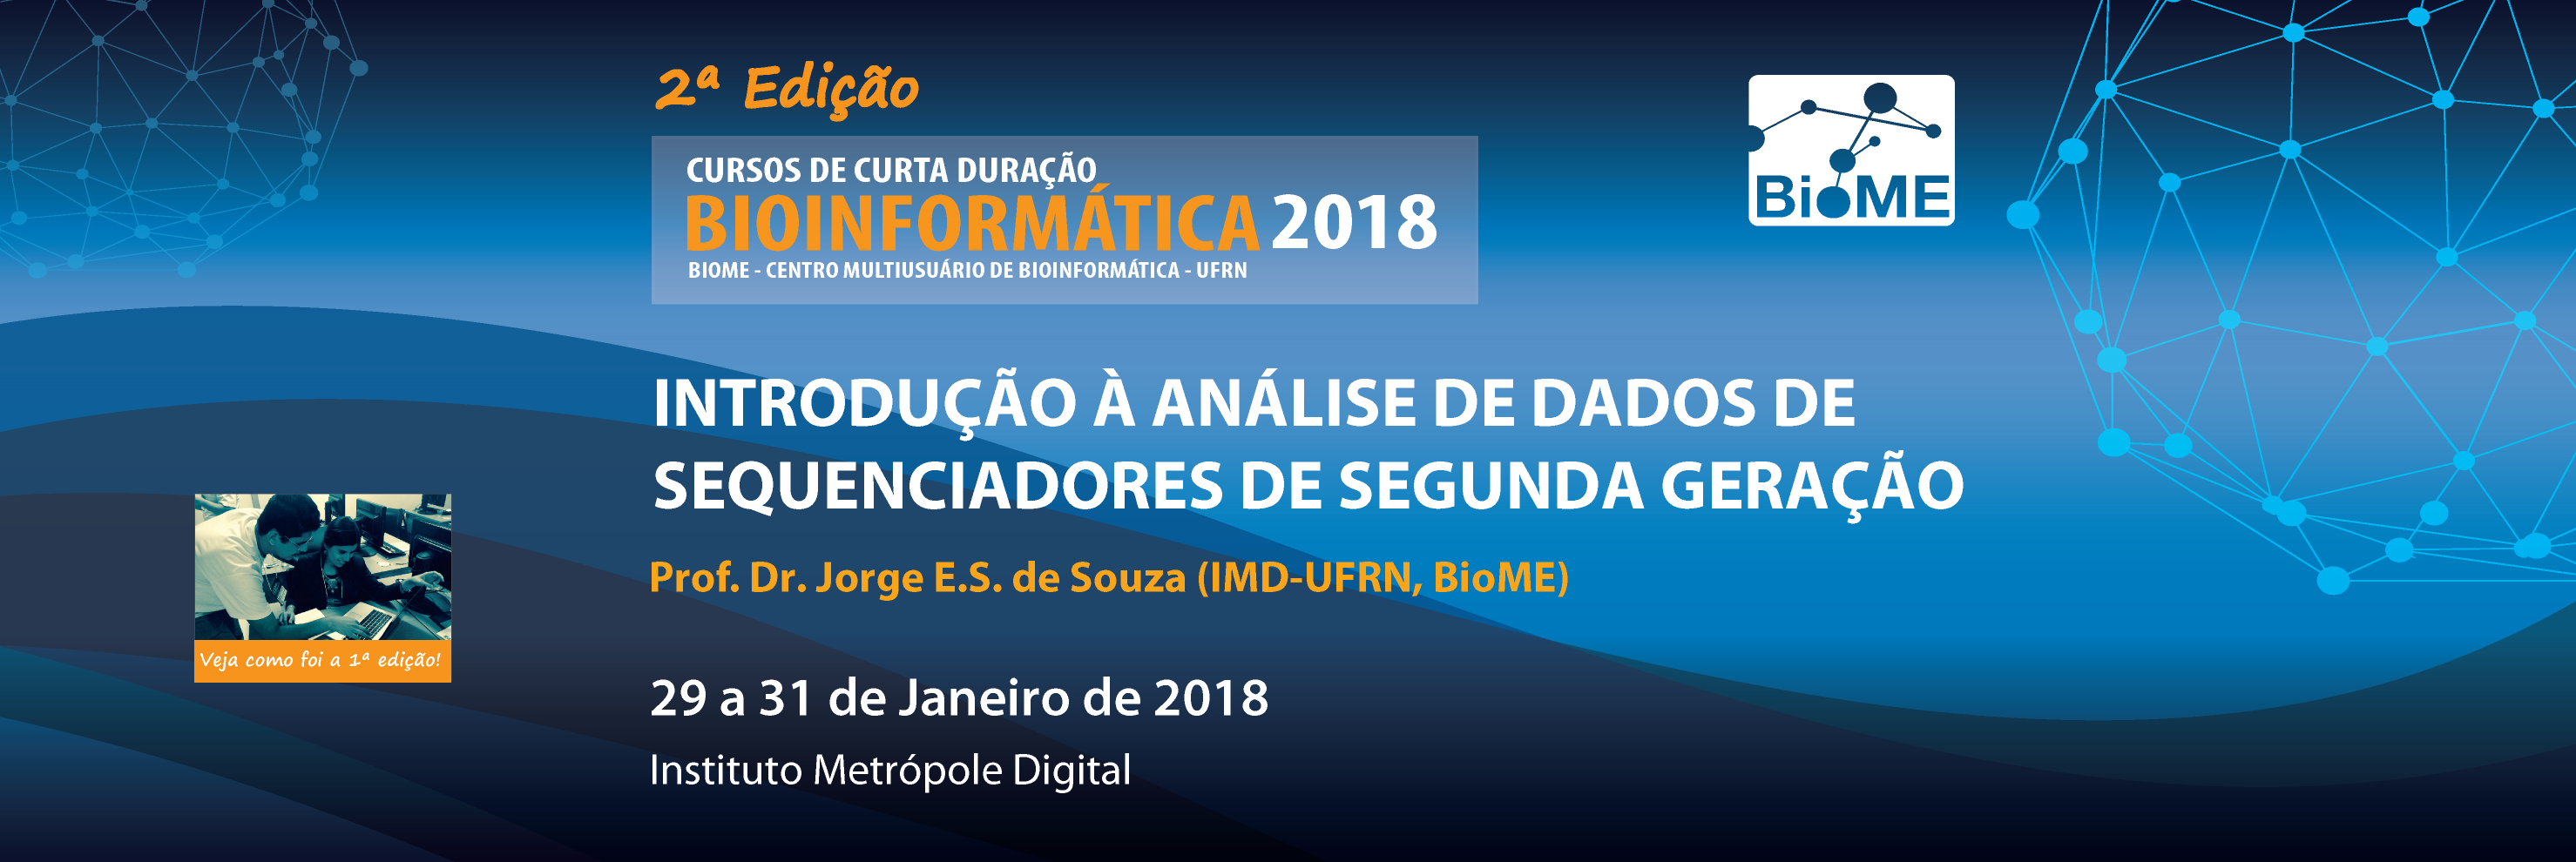 2ª Edição
CURSOS DE CURTA DURAÇÃO
BIOINFORMÁTICA 2018
BIOME - CENTRO MULTIUSUÁRIO DE BIOINFORMÁTICA - UFRN
BioME
INTRODUÇÃO À ANÁLISE DE DADOS DE
SEQUENCIADORES DE SEGUNDA GERAÇÃO
Prof. Dr. Jorge E.S. de Souza (IMD-UFRN, BioME)
Veja como foi a 1ª edição!
29 a 31 de Janeiro de 2018
Instituto Metrópole Digital